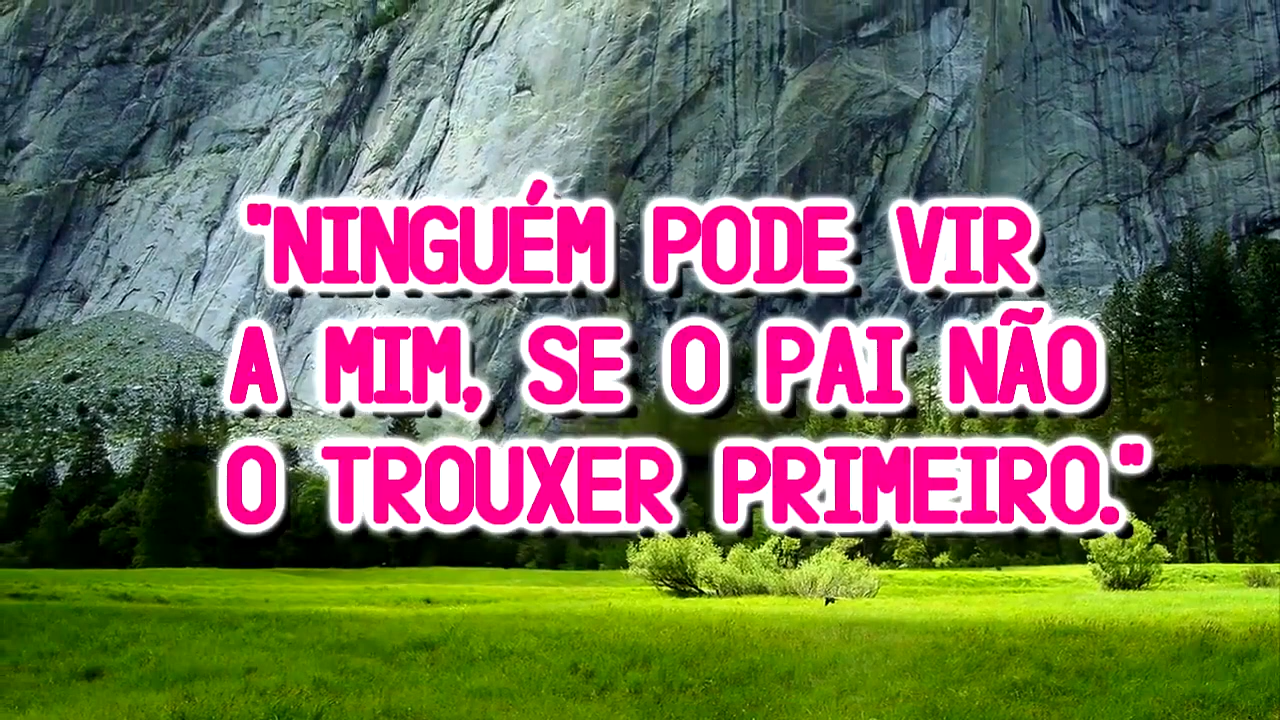 "NINGUÉM PODE VIR
A MIM, SE O PAI NÃO
O TROUXER PRIMEIRO."